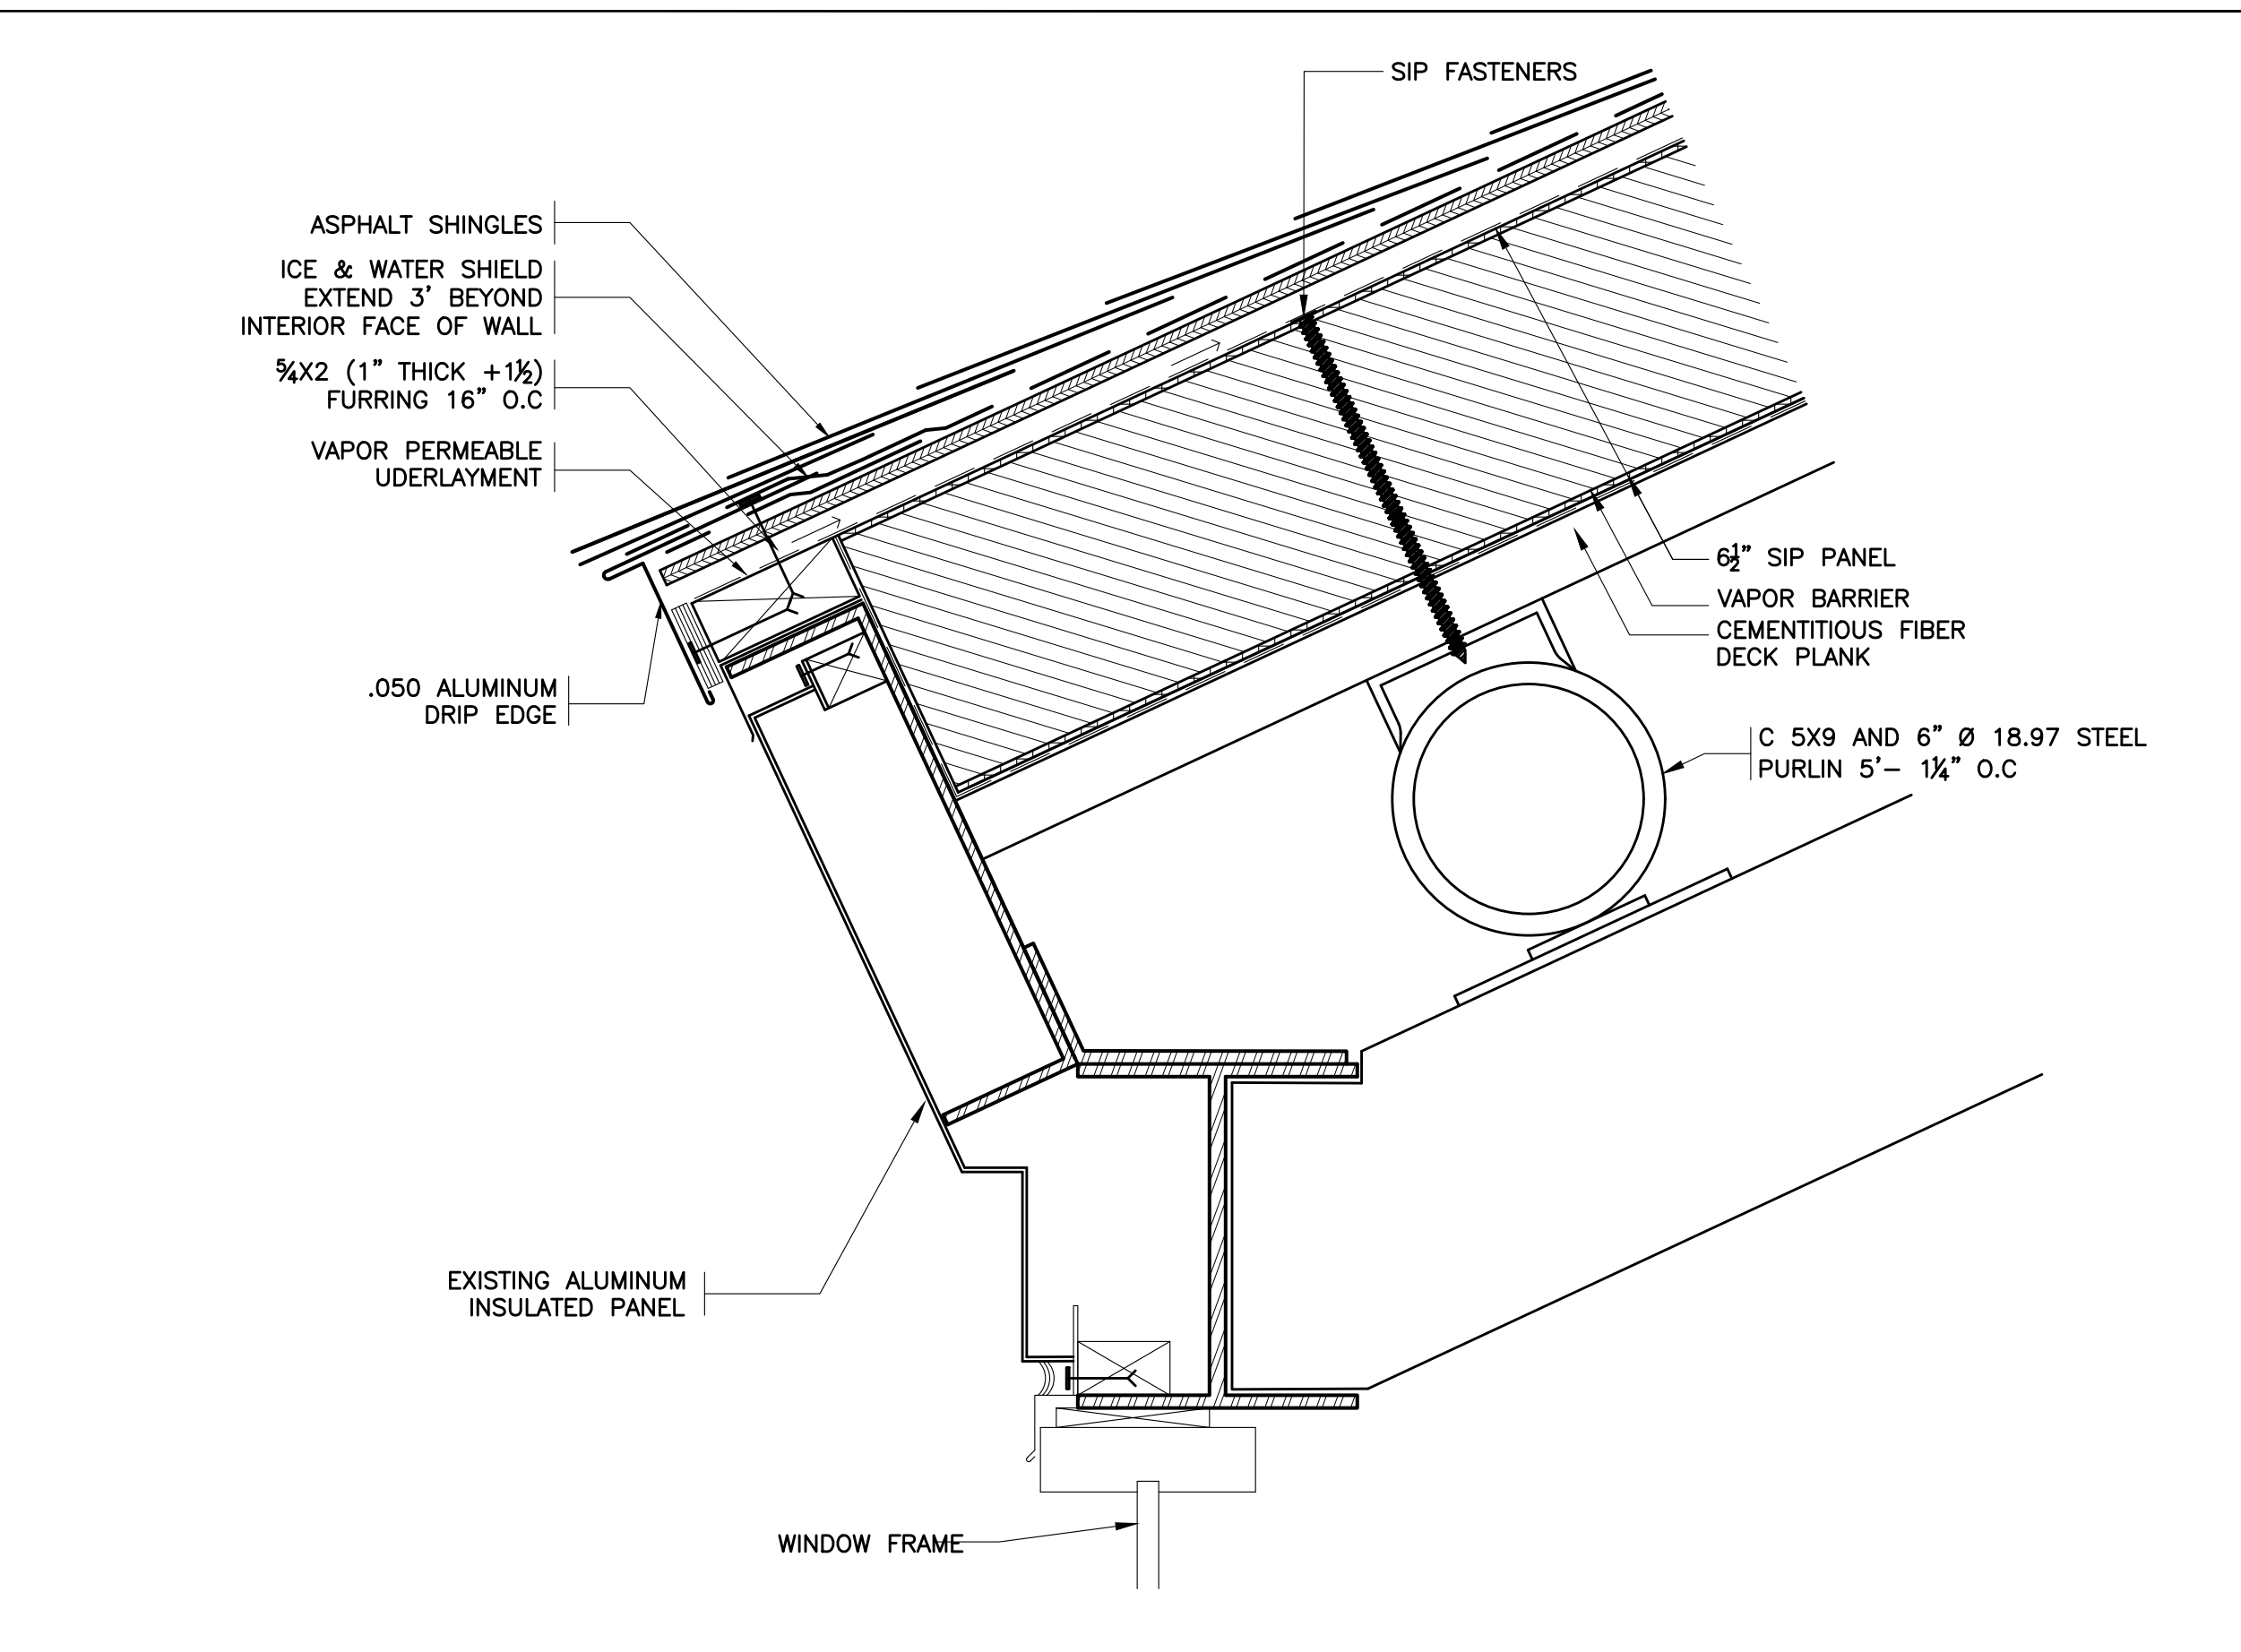 SIP FASTENERS
ASPHALT SHINGLES
ICE & WATER SHIELD
EXTEND 3' BEYOND
INTERIOR FACE OF WALL
5/4X2 (1" THICK +1½)
FURRING 16" O.C
VAPOR PERMEABLE
UDERLAYMENT
.050 ALUMINUM
DRIP EDGE
6½" SIP PANEL
VAPOR BARRIER
CEMENTITIOUS FIBER
DECK PLANK
C 5X9 AND 6" Ø 18.97 STEEL
PURLIN 5'- 1¼" O.C
EXISTING ALUMINUM
INSULATED PANEL
WINDOW FRAME